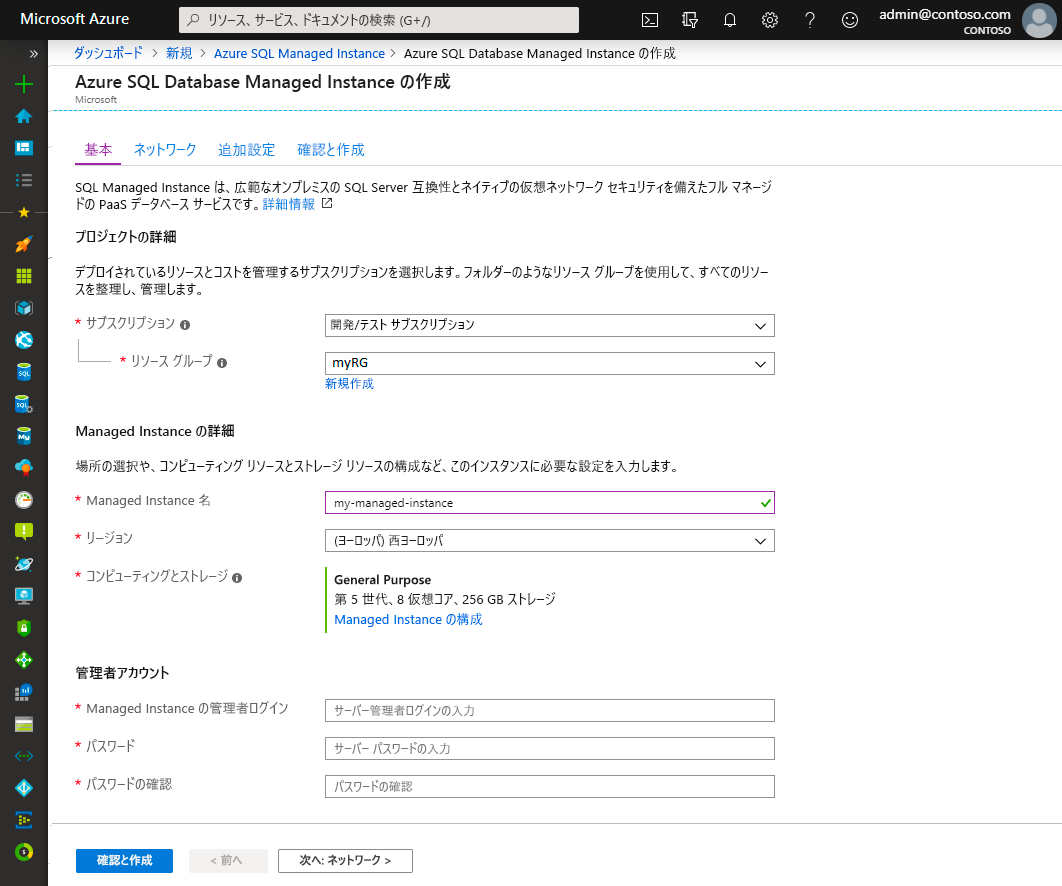 Microsoft Azure
リソース、サービス、ドキュメントの検索 (G+/)
admin@contoso.com
CONTOSO
ダッシュボード > 新規 > Azure SQL Managed Instance > Azure SQL Database Managed Instance の作成
Azure SQL Database Managed Instance の作成
Microsoft
基本 ネットワーク 追加設定 確認と作成
SQL Managed Instance は、広範なオンプレミスの SQL Server 互換性とネイティブの仮想ネットワーク セキュリティを備えたフル マネージ
ドの PaaS データベース サービスです。詳細情報
プロジェクトの詳細
デプロイされているリソースとコストを管理するサブスクリプションを選択します。フォルダーのようなリソース グループを使用して、すべてのリソー
スを整理し、管理します。
* サブスクリプション 開発/テスト サブスクリプション
* リソース グループ myRG
新規作成
Managed Instance の詳細
場所の選択や、コンピューティング リソースとストレージ リソースの構成など、このインスタンスに必要な設定を入力します。
* Managed Instance 名 my-managed-instance
* リージョン (ヨーロッパ) 西ヨーロッパ
* コンピューティングとストレージ General Purpose
第 5 世代、8 仮想コア、256 GB ストレージ
Managed Instance の構成
管理者アカウント
* Managed Instance の管理者ログイン サーバー管理者ログインの入力
* パスワード サーバー パスワードの入力
* パスワードの確認 パスワードの確認
確認と作成 < 前へ 次へ: ネットワーク >